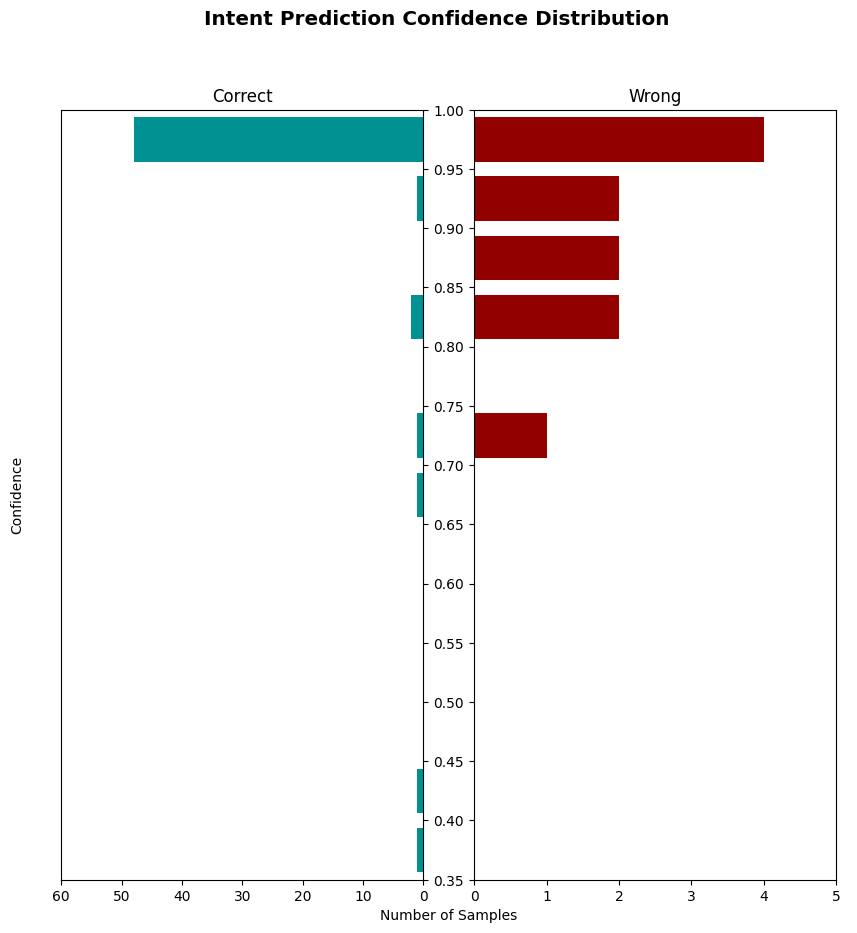 Intent Prediction Confidence Distribution
Correct
Wrong
Confidence
1.00
0.95
0.90
0.85
0.80
0.75
0.70
0.65
0.60
0.55
0.50
0.45
0.40
0.35
60 50 40 30 20 10 0
0 1 2 3 4 5
Number of Samples